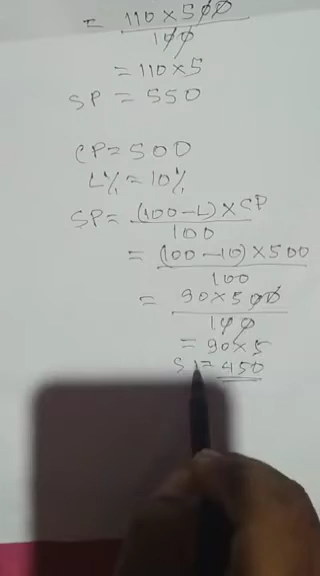 = 110 × 500
100
= 110 × 5
SP = 550
CP = 500
L% = 10%
SP = (100 - L) × CP
100
= (100 - 10) × 500
100
= 90 × 500
100
= 90 × 5
= 450